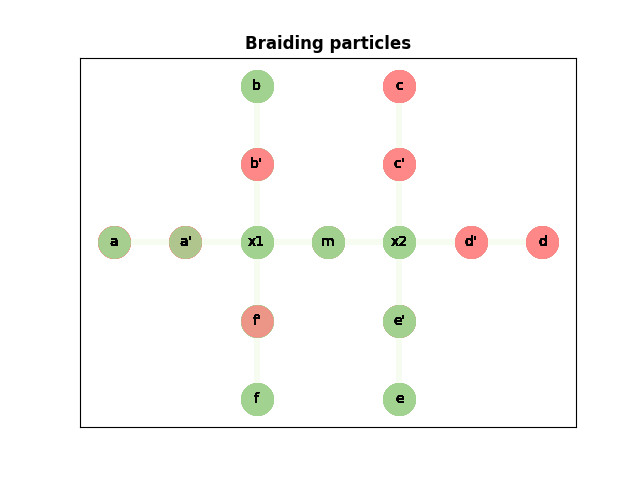 Braiding particles
b c
b' c'
a a' x1 m x2 d' d
f' e'
f e